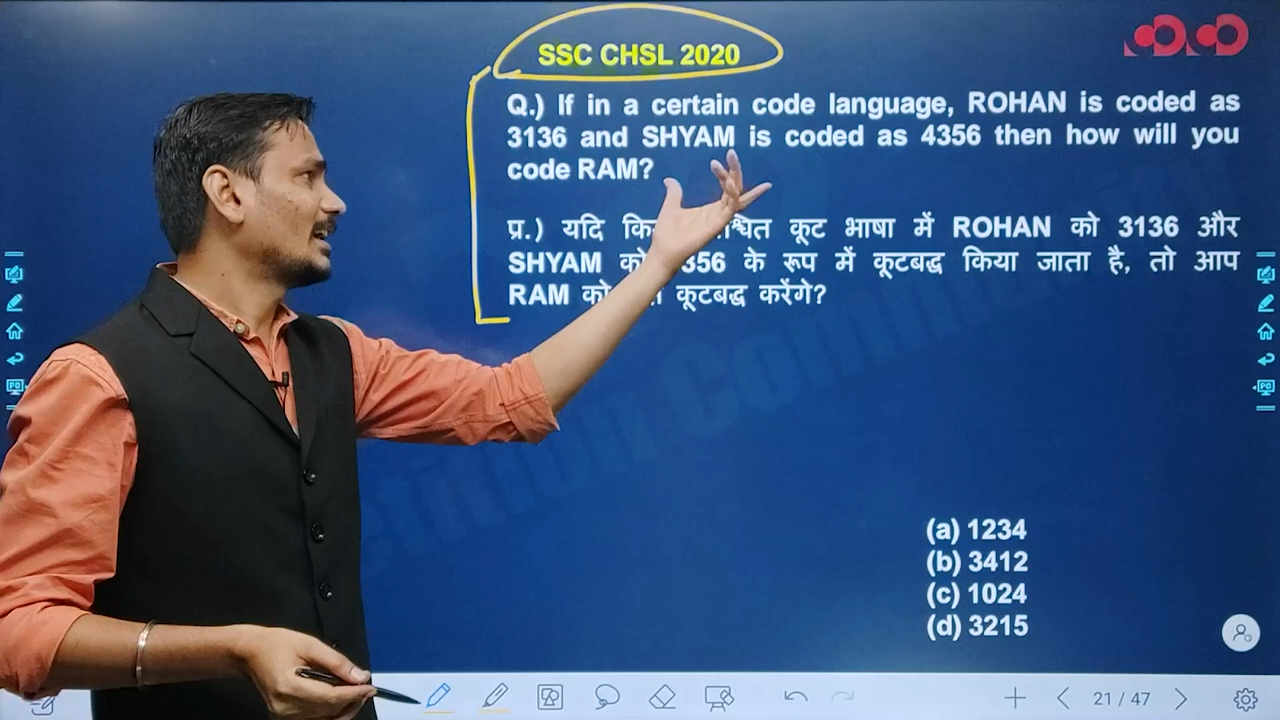 SSC CHSL 2020
Q.) If in a certain code language, ROHAN is coded as
3136 and SHYAM is coded as 4356 then how will you
code RAM?
प्र.) यदि कूट भाषा में ROHAN को 3136 और
SHYAM के रूप में कूटबद्ध किया जाता है, तो आप
RAM कूटबद्ध करेंगे?
(a) 1234
(b) 3412
(c) 1024
(d) 3215
21 / 47